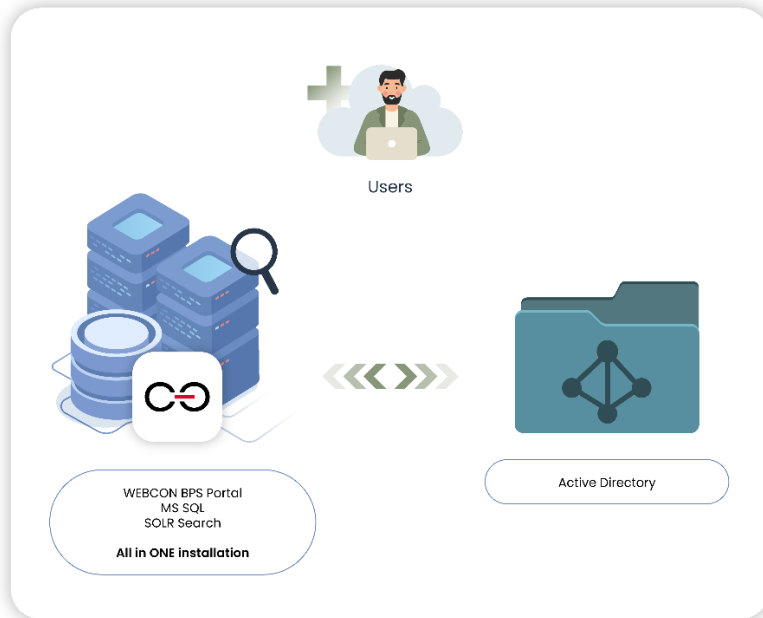 Users
WEBCON BPS Portal
MS SQL
SOLR Search
All in ONE installation
Active Directory